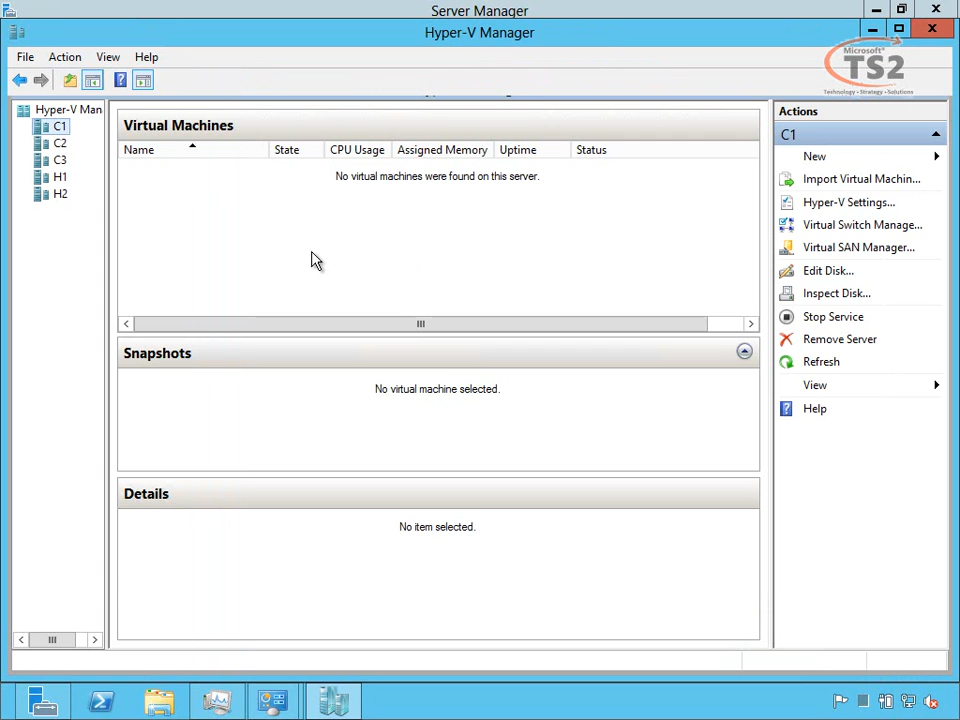 Server Manager
Hyper-V Manager
Microsoft®
TS2
Technology • Strategy • Solutions
File Action View Help
Hyper-V Man
C1
C2
C3
H1
H2
Virtual Machines
Name State CPU Usage Assigned Memory Uptime Status
No virtual machines were found on this server.
Snapshots
No virtual machine selected.
Details
No item selected.
Actions
C1
New
Import Virtual Machin...
Hyper-V Settings...
Virtual Switch Manage...
Virtual SAN Manager...
Edit Disk...
Inspect Disk...
Stop Service
Remove Server
Refresh
View
Help